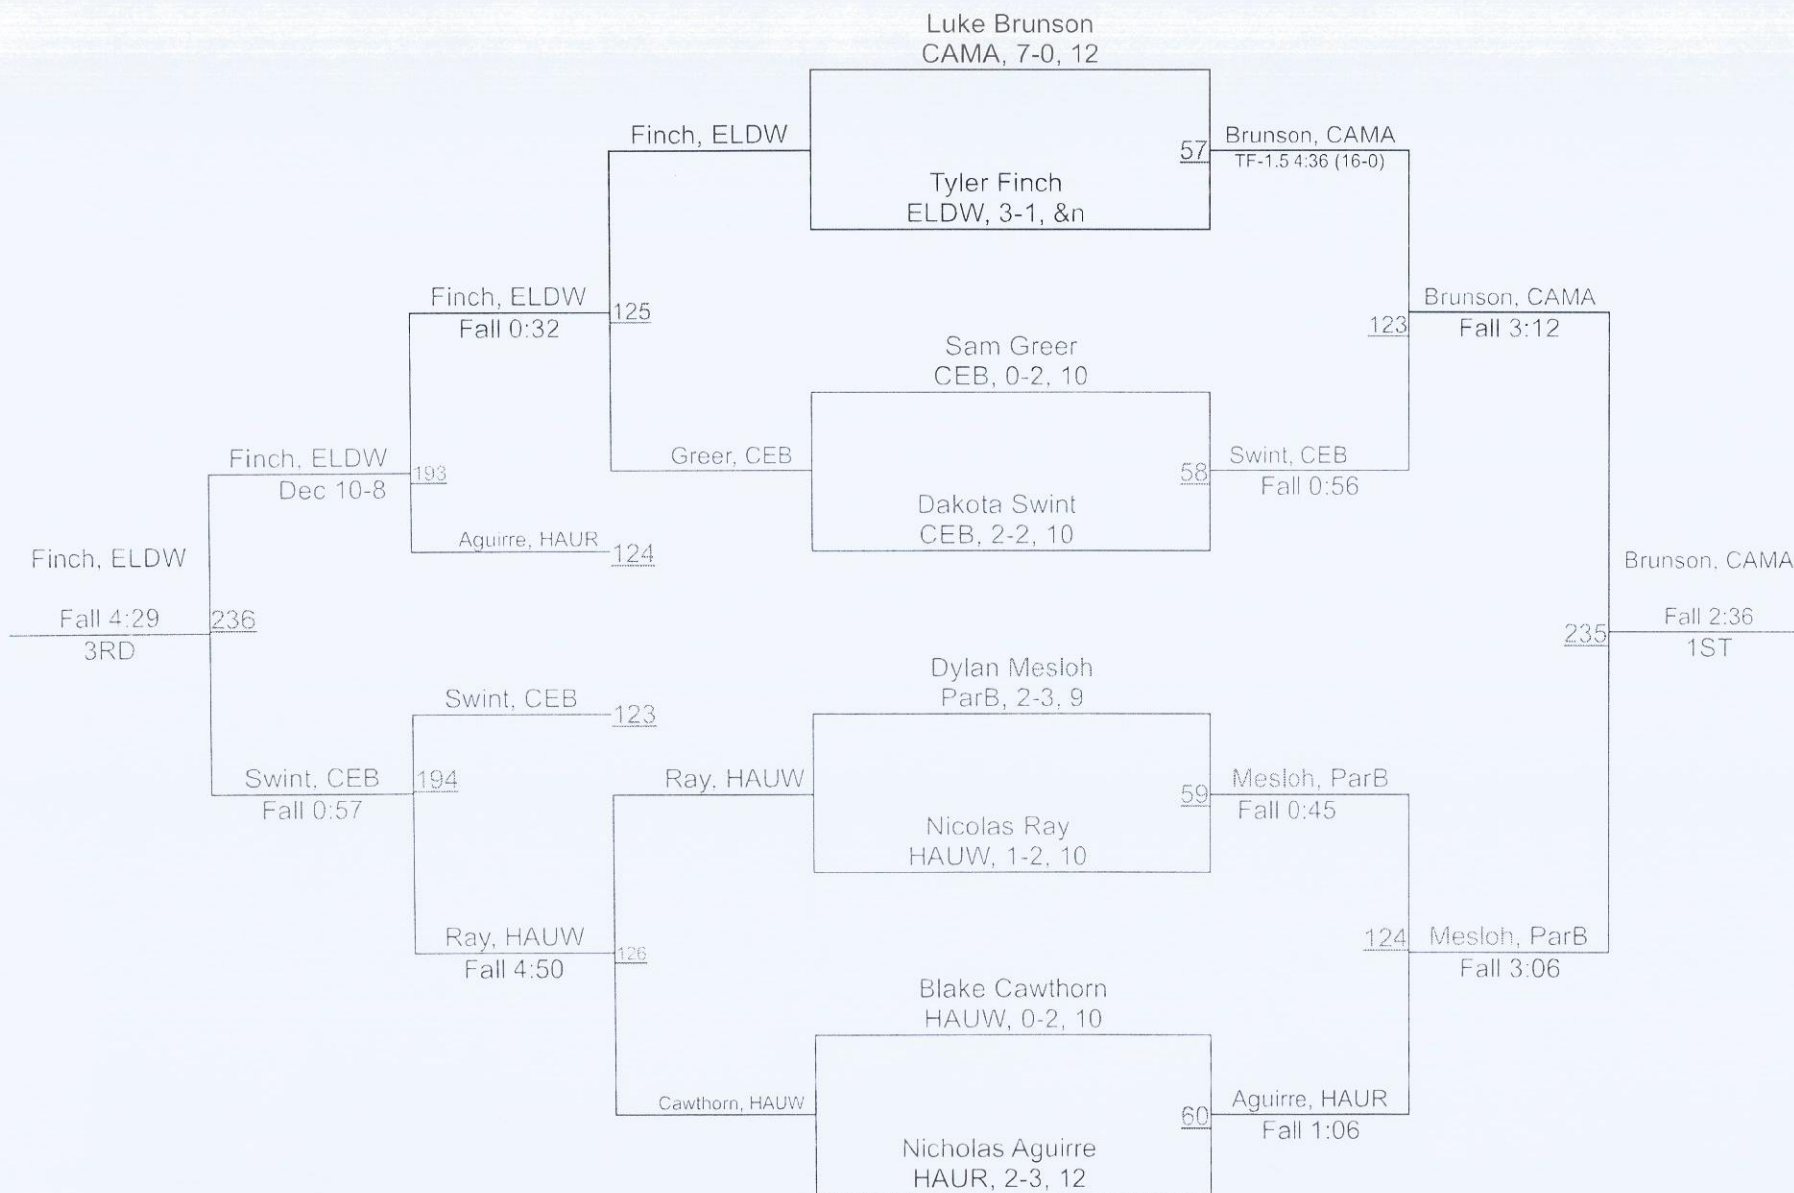 Luke Brunson
CAMA, 7-0, 12
Finch, ELDW
57
Brunson, CAMA
TF-1.5 4:36 (16-0)
Tyler Finch
ELDW, 3-1, &n
Finch, ELDW
Fall 0:32
125
Brunson, CAMA
Fall 3:12
123
Sam Greer
CEB, 0-2, 10
Finch, ELDW
Dec 10-8
193
Greer, CEB
58
Swint, CEB
Fall 0:56
Dakota Swint
CEB, 2-2, 10
Aguirre, HAUR
124
Finch, ELDW
Fall 4:29
3RD
236
Brunson, CAMA
Fall 2:36
1ST
235
Dylan Mesloh
ParB, 2-3, 9
Swint, CEB
123
Swint, CEB
Fall 0:57
194
Ray, HAUW
59
Mesloh, ParB
Fall 0:45
Nicolas Ray
HAUW, 1-2, 10
Ray, HAUW
Fall 4:50
126
124
Mesloh, ParB
Fall 3:06
Blake Cawthorn
HAUW, 0-2, 10
Cawthorn, HAUW
60
Aguirre, HAUR
Fall 1:06
Nicholas Aguirre
HAUR, 2-3, 12